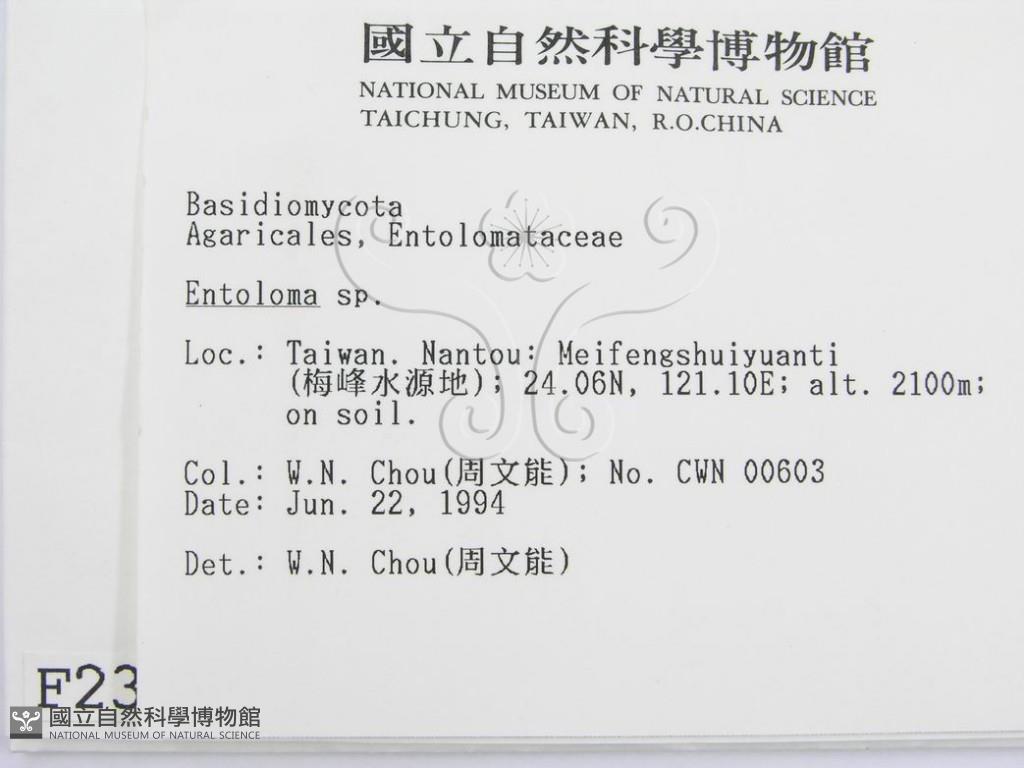 國立自然科學博物館
NATIONAL MUSEUM OF NATURAL SCIENCE
TAICHUNG, TAIWAN, R.O.CHINA
Basidiomycota
Agaricales, Entolomataceae
Entoloma sp.
Loc.: Taiwan. Nantou: Meifengshuiyuanti
(梅峰水源地); 24.06N, 121.10E; alt. 2100m;
on soil.
Col.: W.N. Chou(周文能); No. CWN 00603
Date: Jun. 22, 1994
Det.: W.N. Chou(周文能)
F23
國立自然科學博物館
NATIONAL MUSEUM OF NATURAL SCIENCE